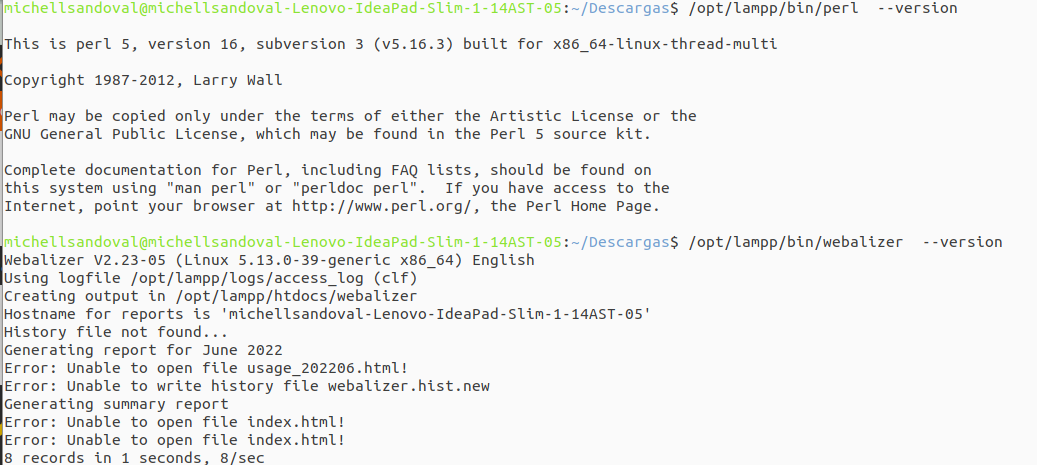 michellsandoval@michellsandoval-Lenovo-IdeaPad-Slim-1-14AST-05:~/Descargas$ /opt/lampp/bin/perl  --version
This is perl 5, version 16, subversion 3 (v5.16.3) built for x86_64-linux-thread-multi
Copyright 1987-2012, Larry Wall
Perl may be copied only under the terms of either the Artistic License or the
GNU General Public License, which may be found in the Perl 5 source kit.
Complete documentation for Perl, including FAQ lists, should be found on
this system using "man perl" or "perldoc perl".  If you have access to the
Internet, point your browser at http://www.perl.org/, the Perl Home Page.
michellsandoval@michellsandoval-Lenovo-IdeaPad-Slim-1-14AST-05:~/Descargas$ /opt/lampp/bin/webalizer  --version
Webalizer V2.23-05 (Linux 5.13.0-39-generic x86_64) English
Using logfile /opt/lampp/logs/access_log (clf)
Creating output in /opt/lampp/htdocs/webalizer
Hostname for reports is 'michellsandoval-Lenovo-IdeaPad-Slim-1-14AST-05'
History file not found...
Generating report for June 2022
Error: Unable to open file usage_202206.html!
Error: Unable to write history file webalizer.hist.new
Generating summary report
Error: Unable to open file index.html!
Error: Unable to open file index.html!
8 records in 1 seconds, 8/sec